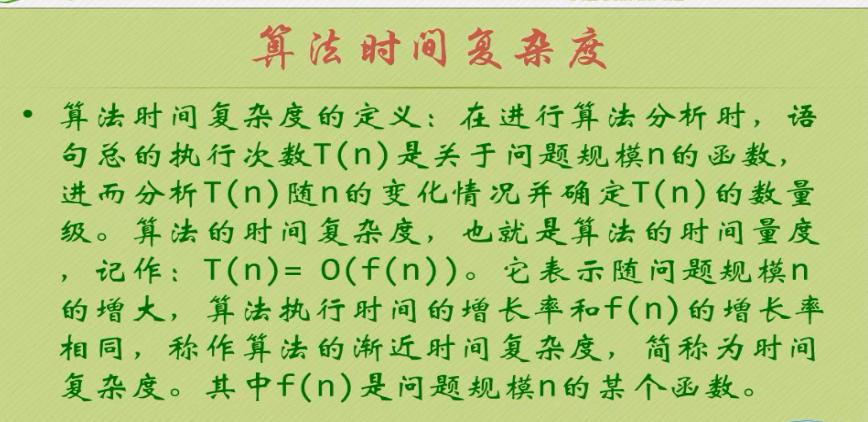 算法时间复杂度
• 算法时间复杂度的定义：在进行算法分析时，语
句总的执行次数T(n)是关于问题规模n的函数，
进而分析T(n)随n的变化情况并确定T(n)的数量
级。算法的时间复杂度，也就是算法的时间量度
，记作：T(n)= O(f(n))。它表示随问题规模n
的增大，算法执行时间的增长率和f(n)的增长率
相同，称作算法的渐近时间复杂度，简称为时间
复杂度。其中f(n)是问题规模n的某个函数。